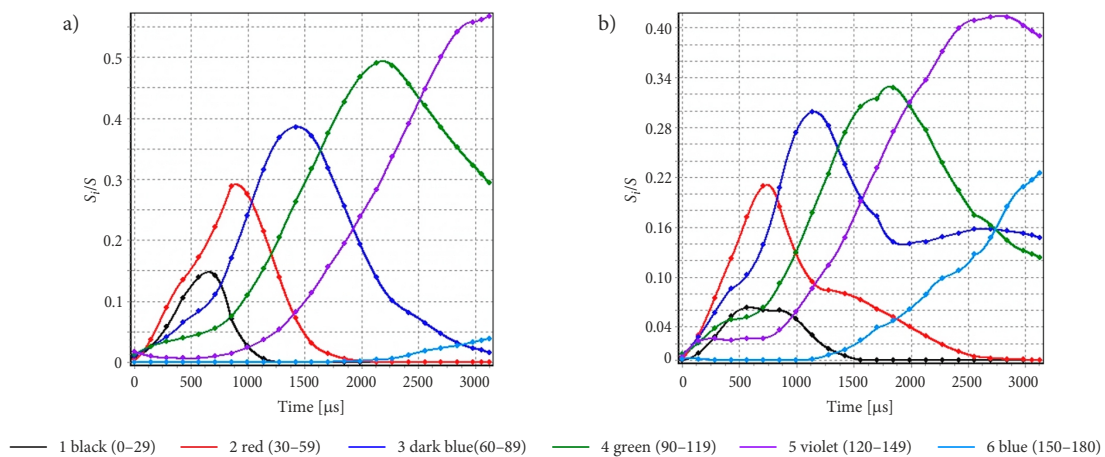 a)
0.5
0.4
0.3
0.2
0.1
0
S_i/S
0 500 1000 1500 2000 2500 3000
Time [µs]
b)
0.40
0.34
0.28
0.22
0.16
0.10
0.04
0
S_i/S
0 500 1000 1500 2000 2500 3000
Time [µs]
1 black (0–29) 2 red (30–59) 3 dark blue(60–89) 4 green (90–119) 5 violet (120–149) 6 blue (150–180)